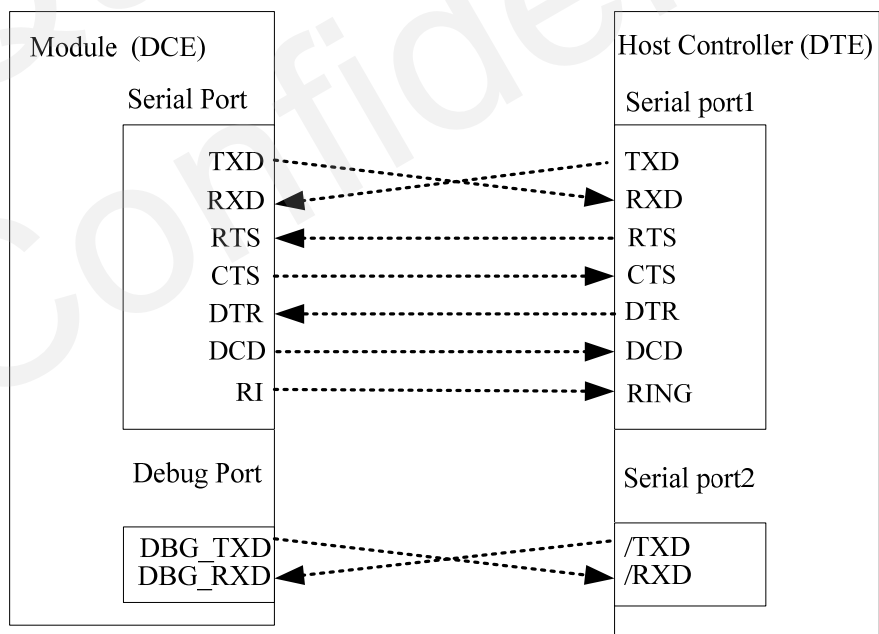 Module (DCE)
Host Controller (DTE)
Serial Port
Serial port1
TXD
TXD
RXD
RXD
RTS
RTS
CTS
CTS
DTR
DTR
DCD
DCD
RI
RING
Debug Port
Serial port2
DBG_TXD
/TXD
DBG_RXD
/RXD
Confide